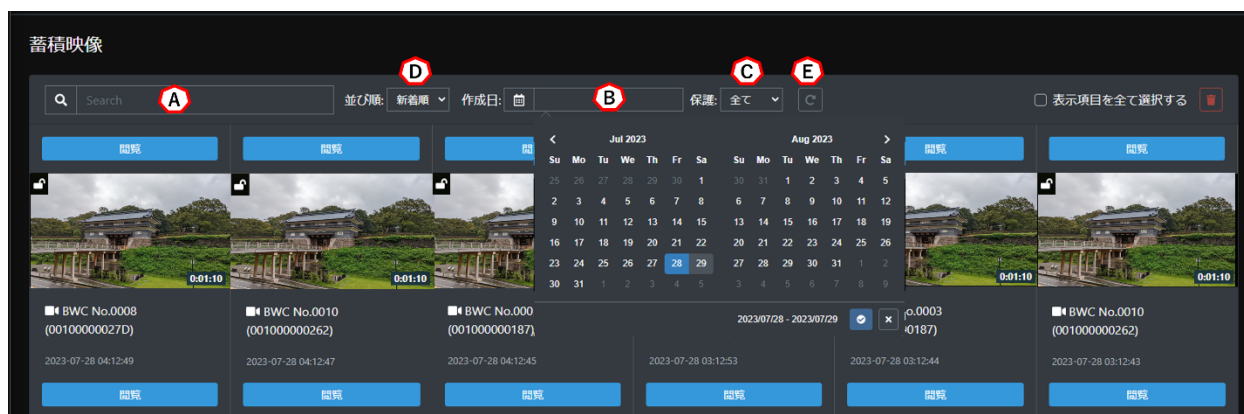 蓄積映像
D C E
Search A 並び順: 新着順 作成日: B 保護: 全て 表示項目を全て選択する
閲覧 閲覧 閲 閲覧 閲覧
Jul 2023 Aug 2023
Su Mo Tu We Th Fr Sa Su Mo Tu We Th Fr Sa
25 26 27 28 29 30 1 30 31 1 2 3 4 5
2 3 4 5 6 7 8 6 7 8 9 10 11 12
9 10 11 12 13 14 15 13 14 15 16 17 18 19
16 17 18 19 20 21 22 20 21 22 23 24 25 26
23 24 25 26 27 28 29 27 28 29 30 31 1 2
30 31 1 2 3 4 5 3 4 5 6 7 8 9
2023/07/28 - 2023/07/29
0:01:10 0:01:10 0:01:10 0:01:10
BWC No.0008 BWC No.0010 BWC No.000 o.0003 BWC No.0010
(00100000027D) (001000000262) (001000000187) 0187) (001000000262)
2023-07-28 04:12:49 2023-07-28 04:12:47 2023-07-28 04:12:45 2023-07-28 03:12:53 2023-07-28 03:12:44 2023-07-28 03:12:43
閲覧 閲覧 閲覧 閲覧 閲覧 閲覧